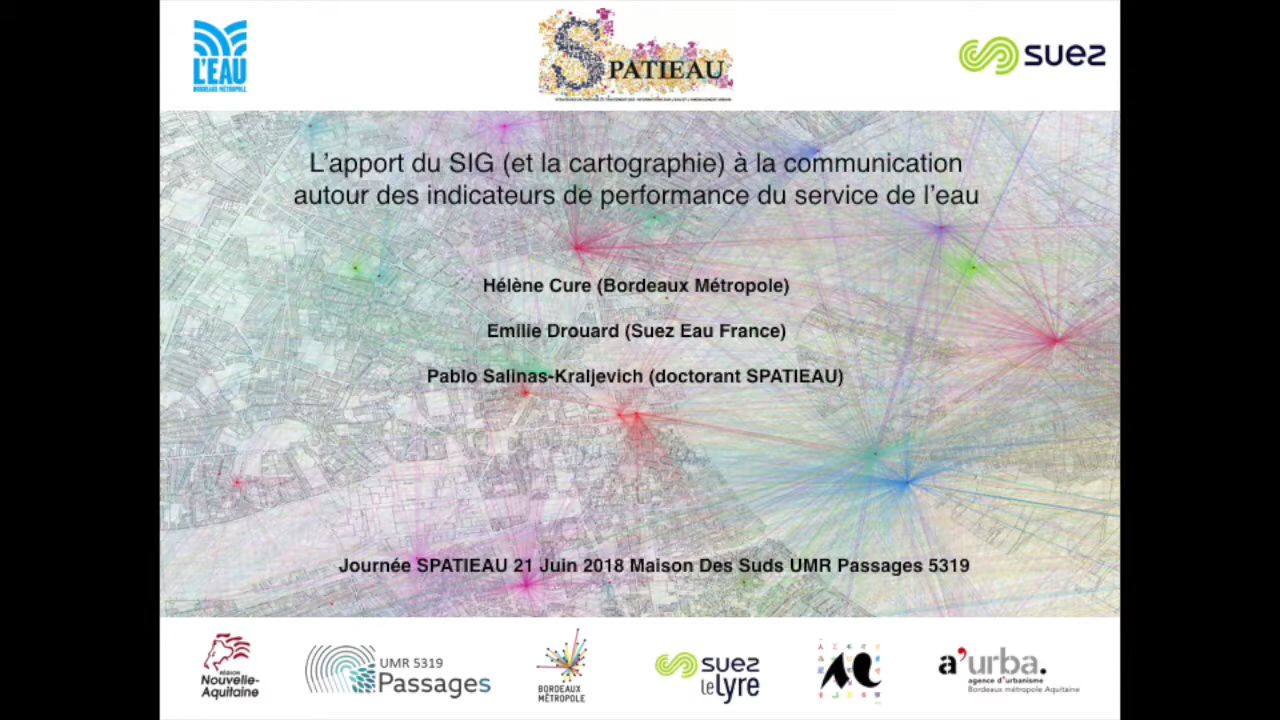 L'EAU
BORDEAUX MÉTROPOLE
SPATIEAU
suez
L'apport du SIG (et la cartographie) à la communication
autour des indicateurs de performance du service de l'eau
Hélène Cure (Bordeaux Métropole)
Emilie Drouard (Suez Eau France)
Pablo Salinas-Kraljevich (doctorant SPATIEAU)
Journée SPATIEAU 21 Juin 2018 Maison Des Suds UMR Passages 5319
RÉGION
Nouvelle-
Aquitaine
UMR 5319
Passages
BORDEAUX
MÉTROPOLE
suez
le lyre
a'urba.
agence d'urbanisme
Bordeaux métropole Aquitaine